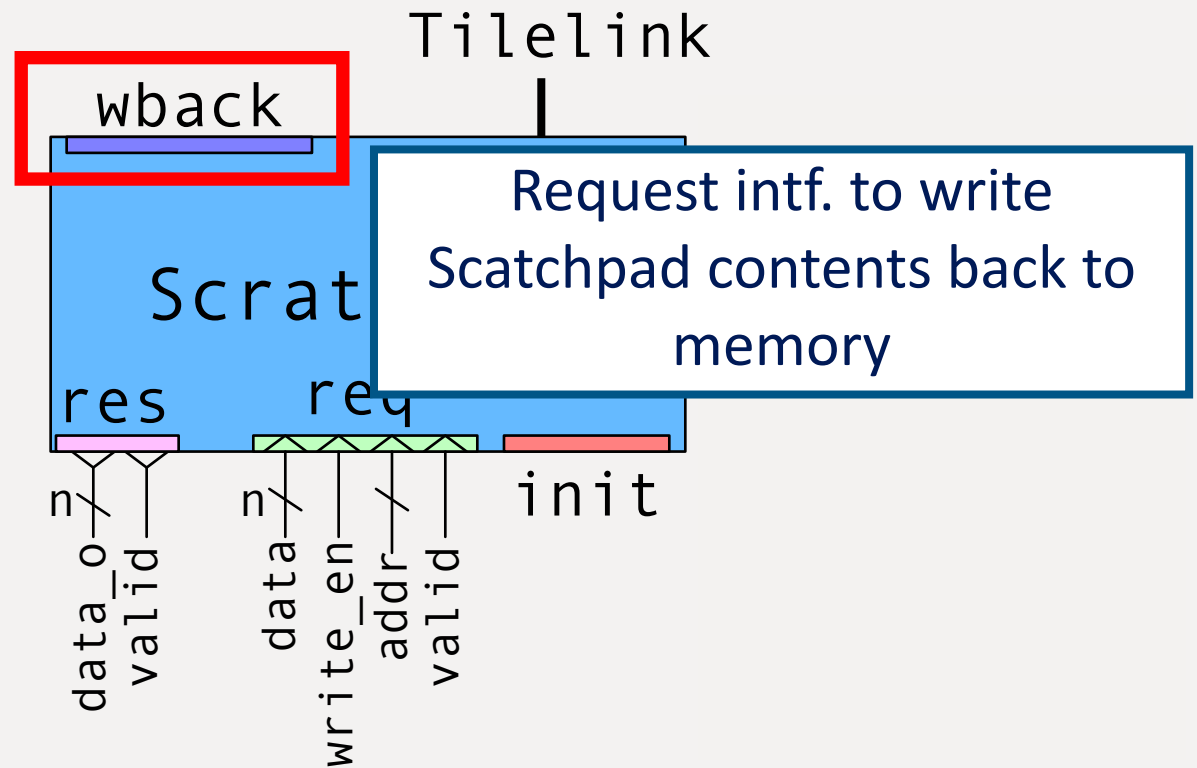 Tilelink
wback
Request intf. to write
Scatchpad contents back to
memory
Scrat
res
req
init
n
n
data_o
valid
data
write_en
addr
valid